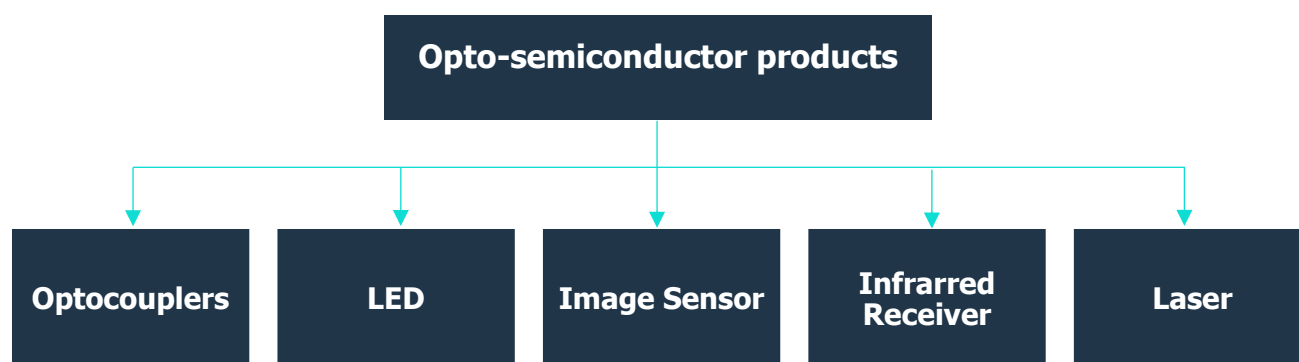 Opto-semiconductor products
Optocouplers
LED
Image Sensor
Infrarred
Receiver
Laser